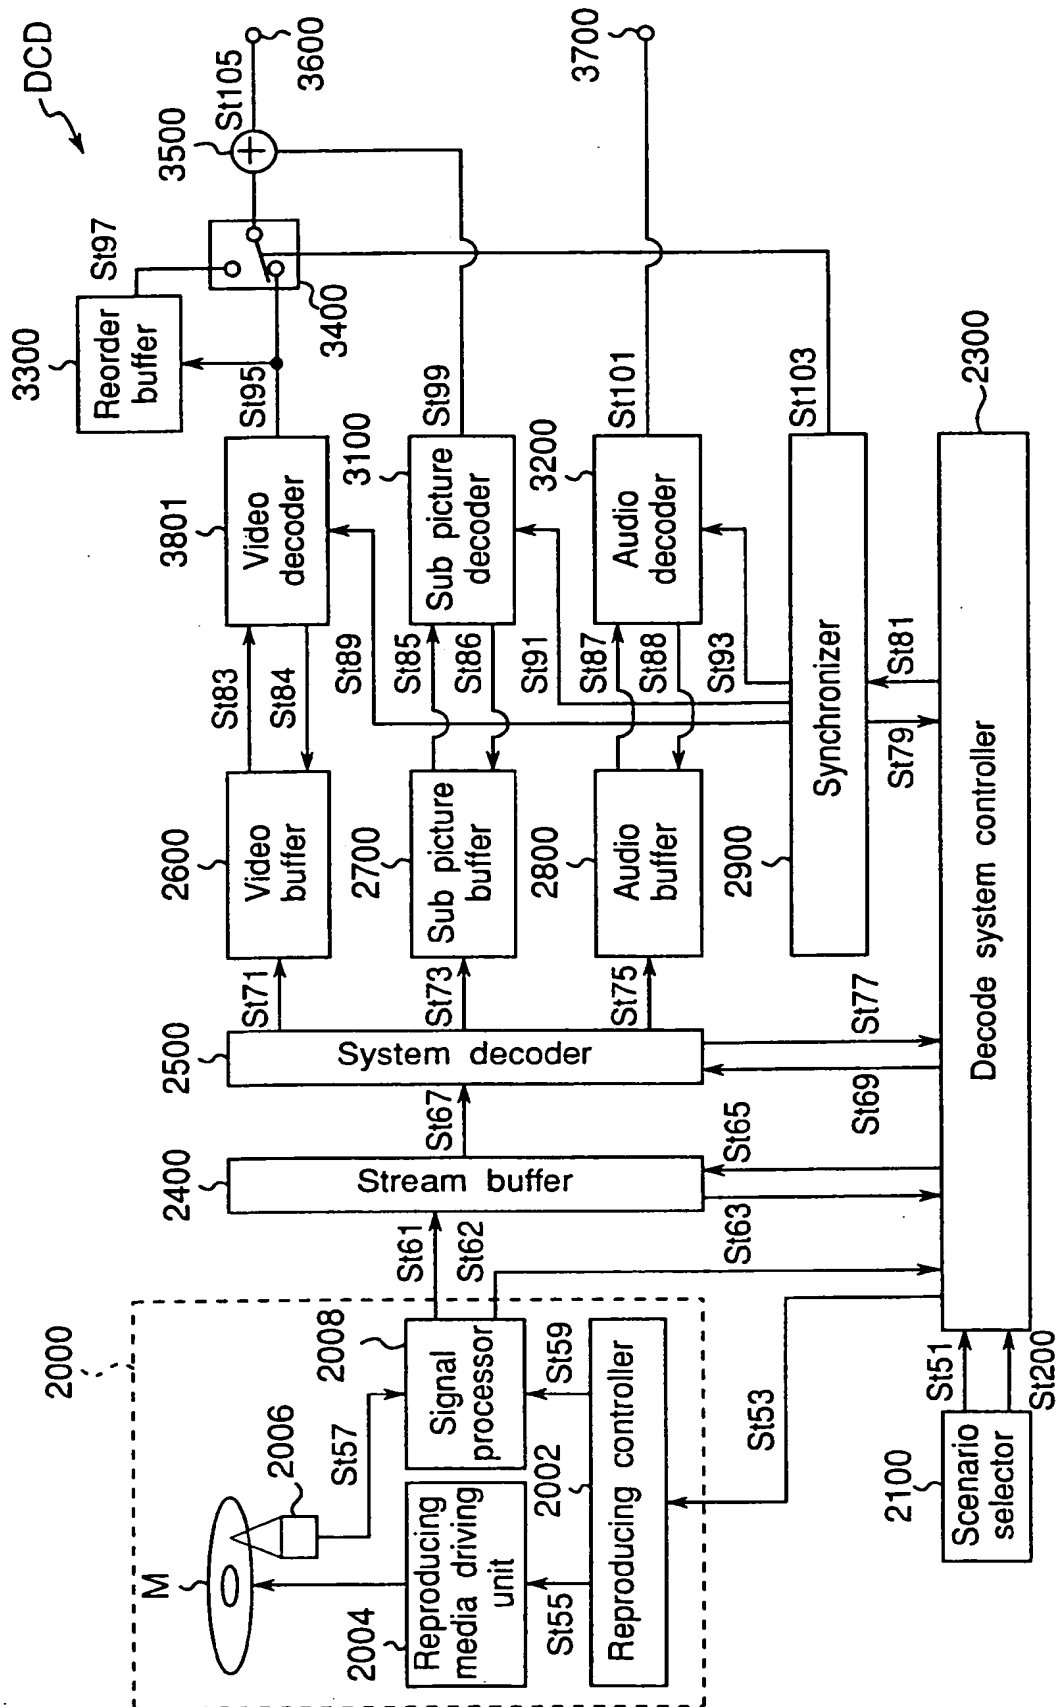 DCD
3300
Reorder
buffer
St97
3500
St105
3600
3400
St95
3801
Video
decoder
St83
St84
2600
Video
buffer
St71
St89
3100
Sub picture
decoder
St99
St85
St86
2700
Sub picture
buffer
St73
St91
3200
Audio
decoder
St101
3700
St87
St88
2800
Audio
buffer
St75
St93
2900
Synchronizer
St103
St79
St81
2500
System decoder
St67
2400
Stream buffer
St61
St62
St63
St65
St69
St77
2300
Decode system controller
2000
M
2006
St57
2008
Signal
processor
2004
Reproducing
media driving
unit
2002
St55
St59
Reproducing controller
St53
2100
Scenario
selector
St51
St200